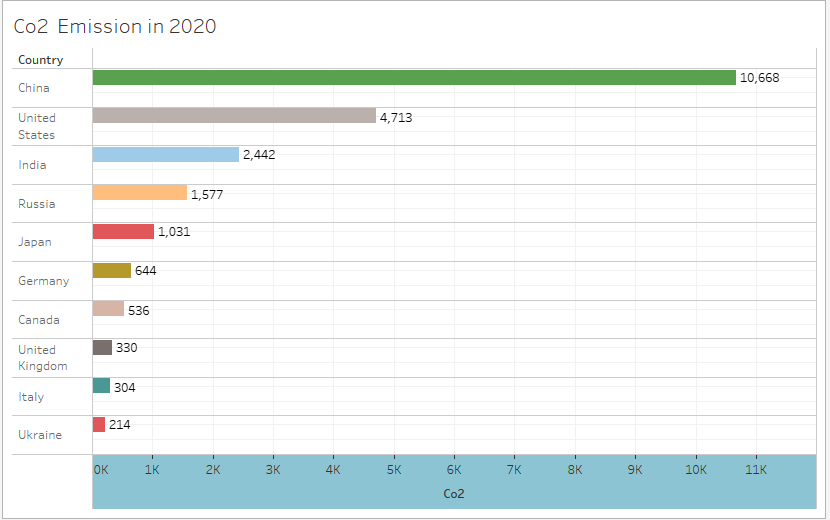 Co2  Emission in 2020
Country
China
10,668
United
States
4,713
India
2,442
Russia
1,577
Japan
1,031
Germany
644
Canada
536
United
Kingdom
330
Italy
304
Ukraine
214
0K 1K 2K 3K 4K 5K 6K 7K 8K 9K 10K 11K
Co2